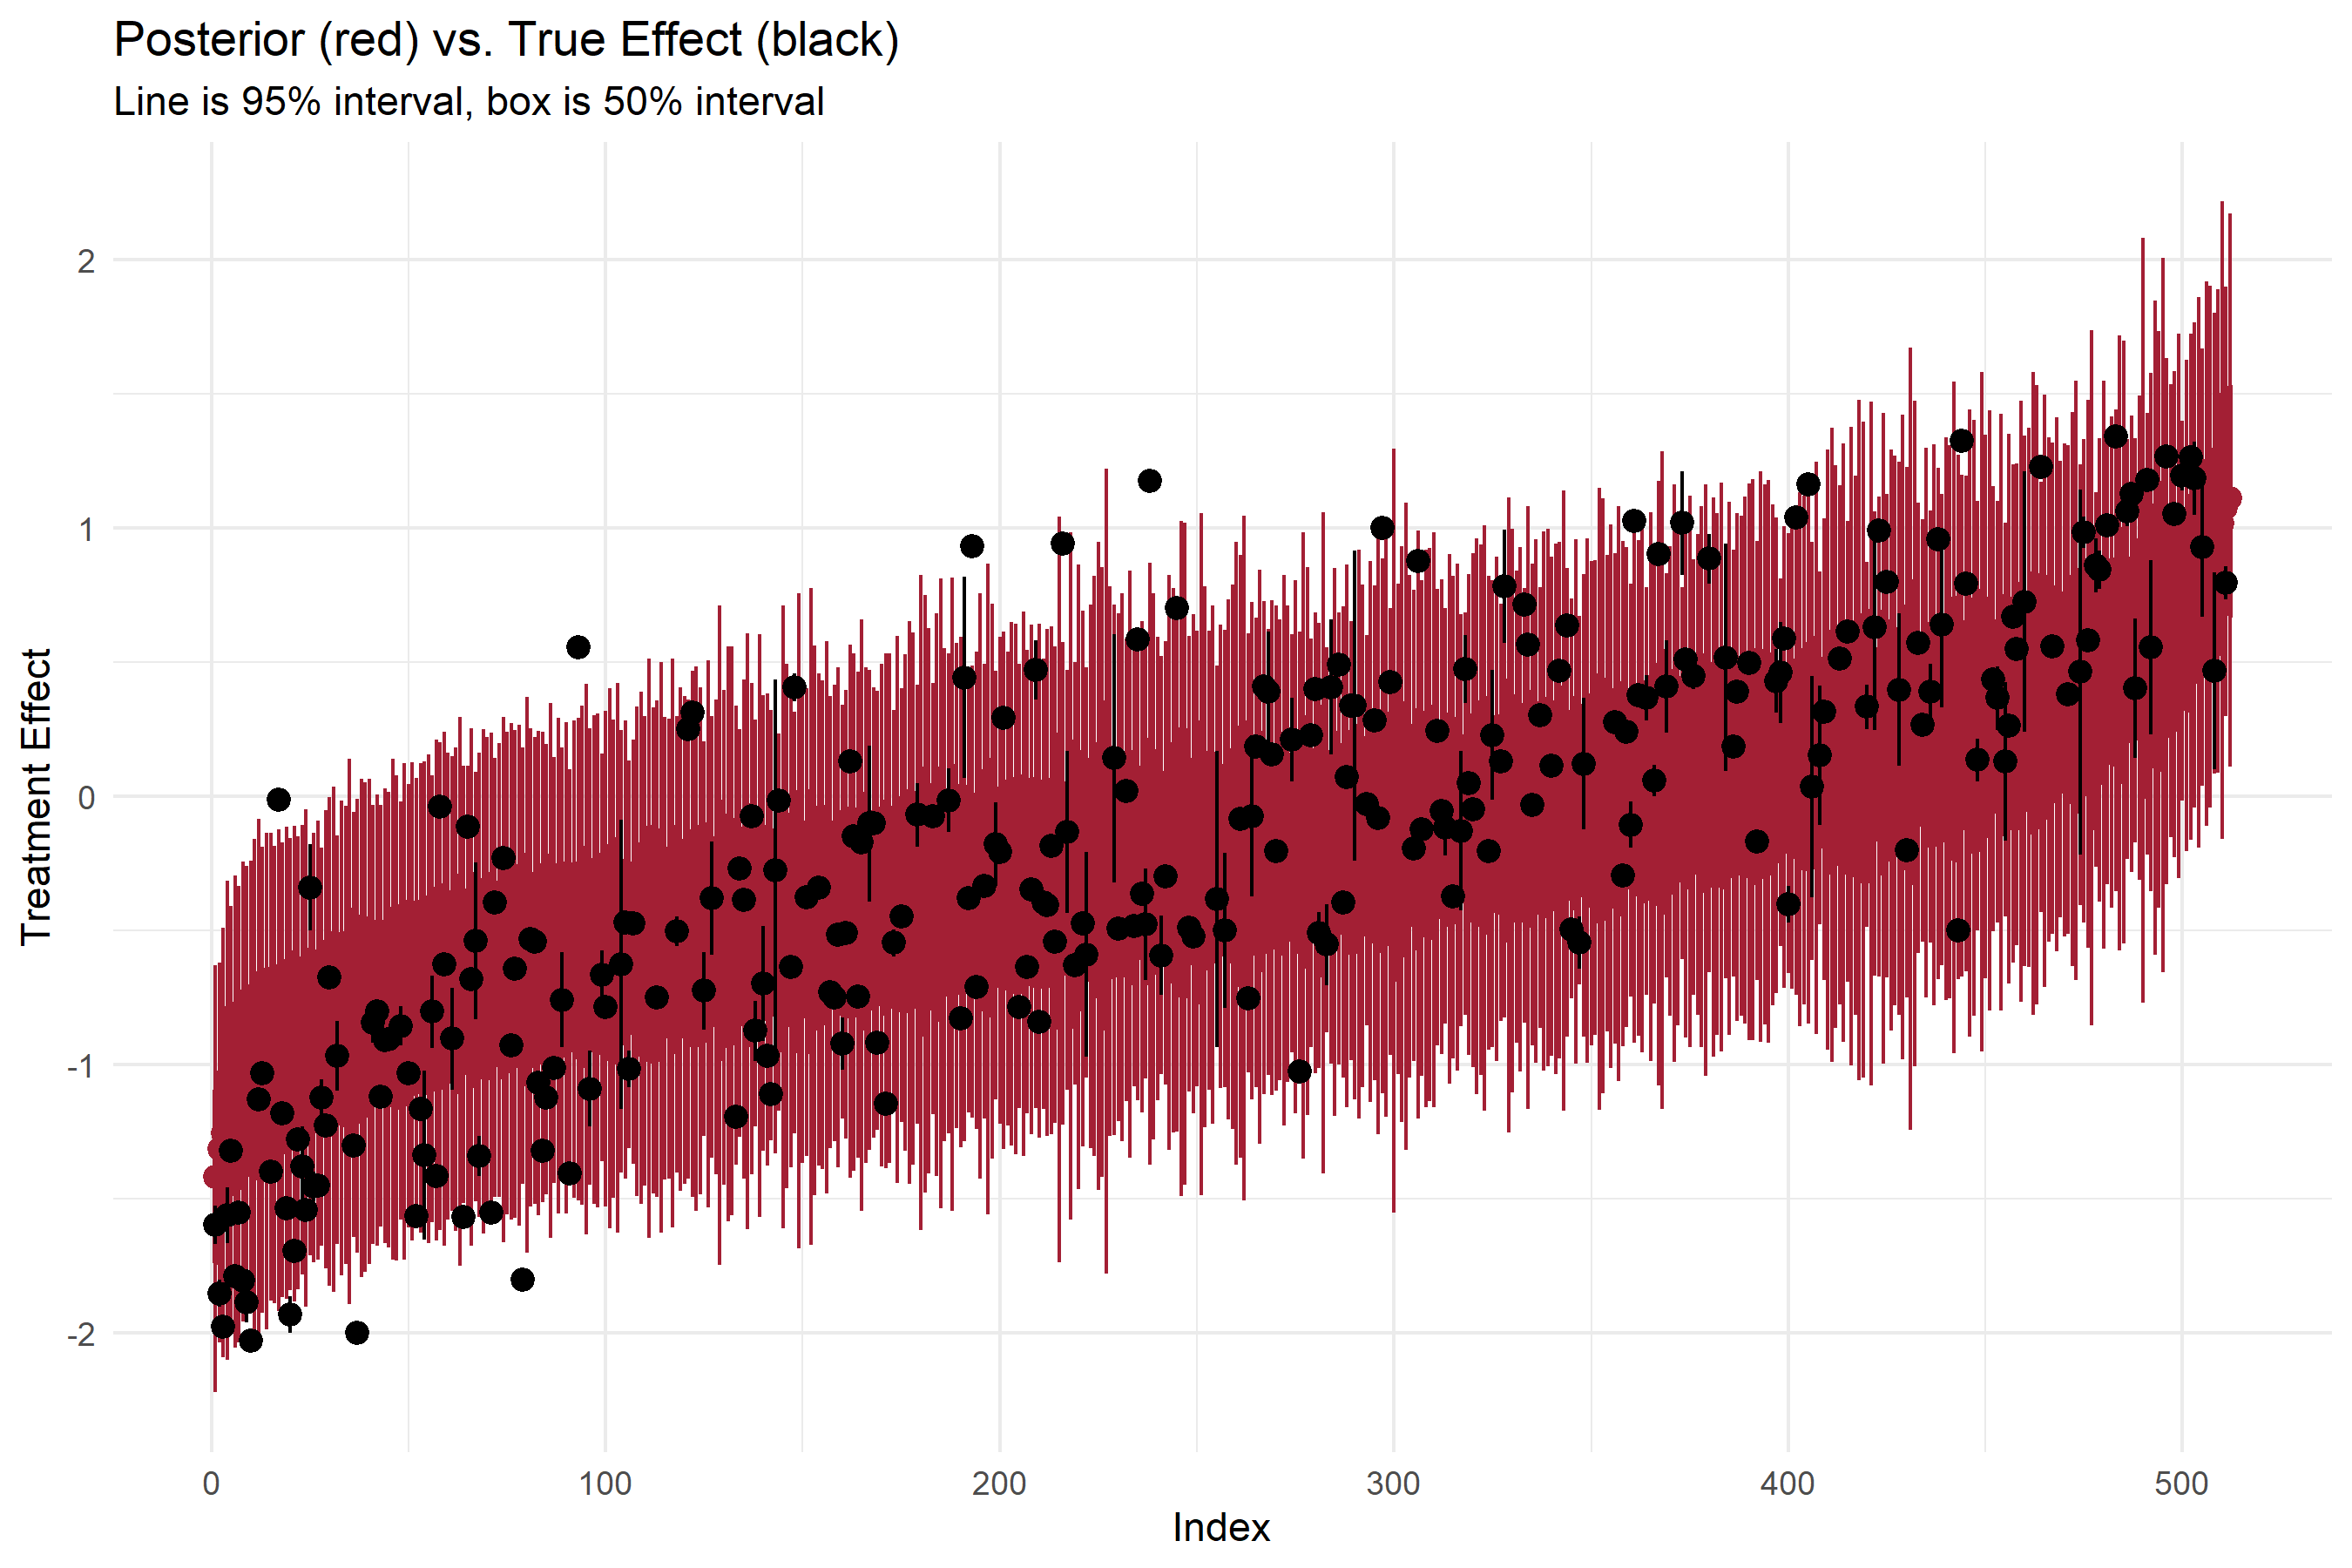 Posterior (red) vs. True Effect (black)
Line is 95% interval, box is 50% interval
Treatment Effect
2
1
0
-1
-2
0
100
200
300
400
500
Index